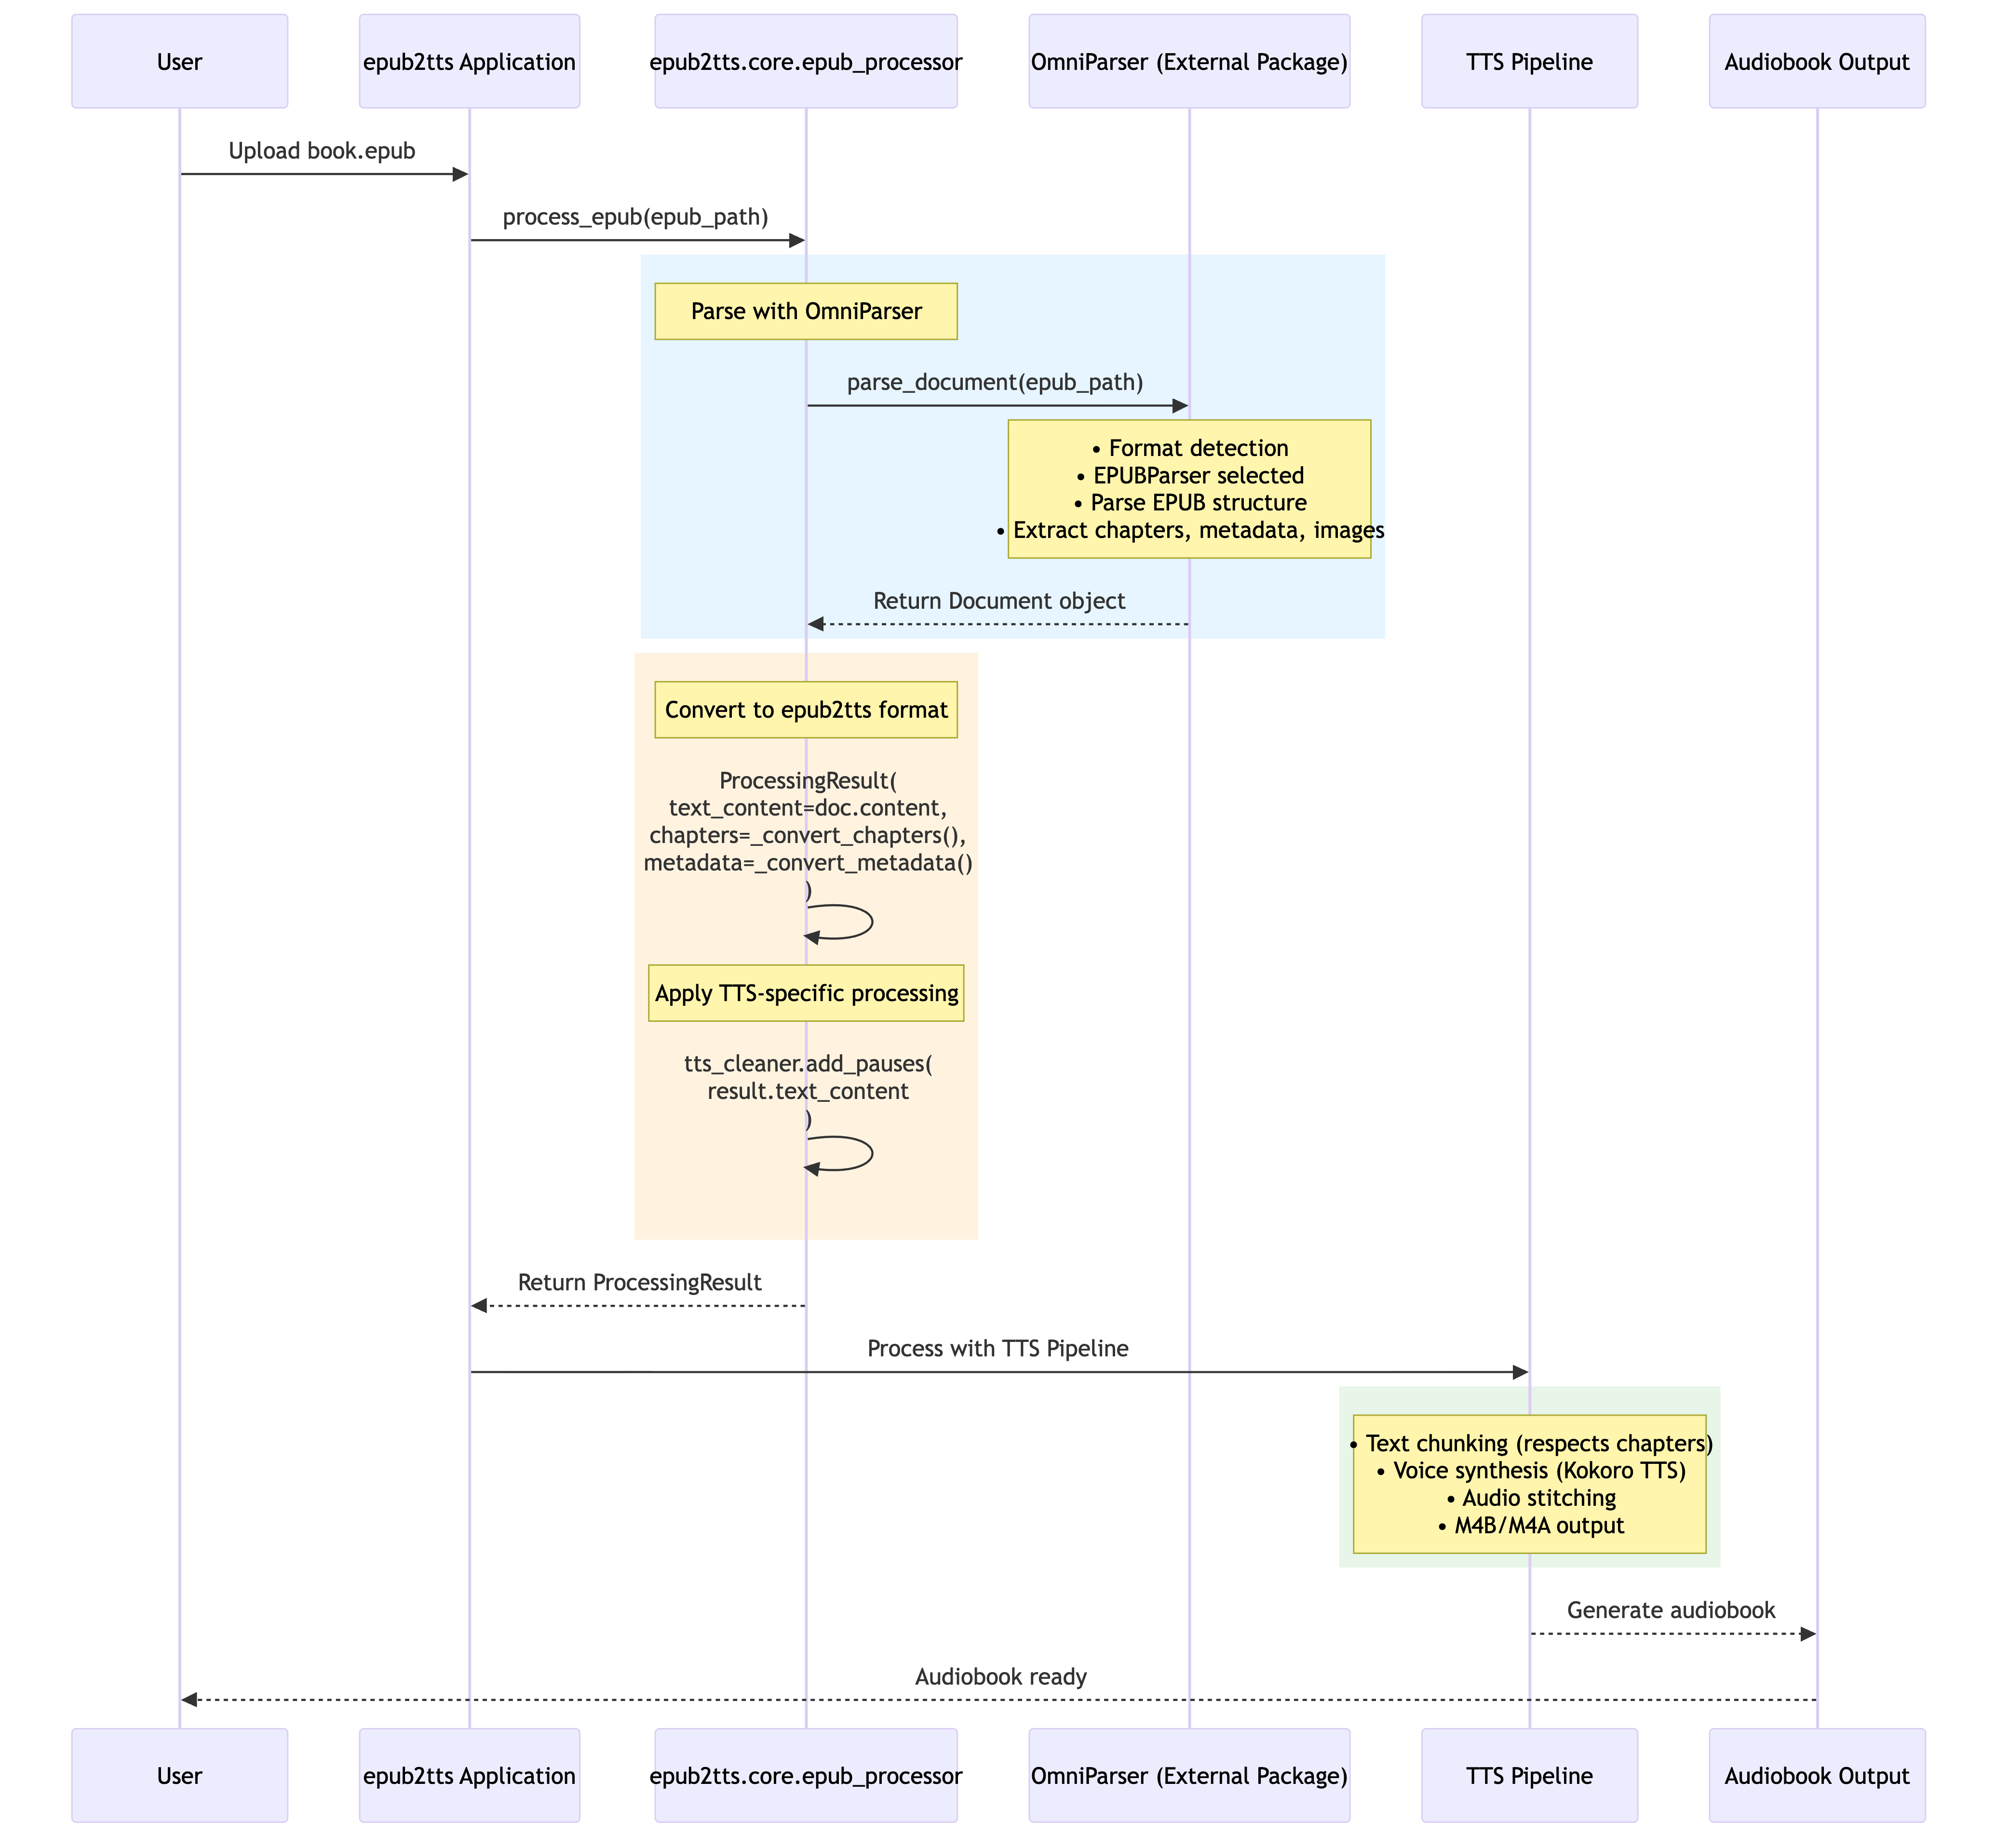 User
epub2tts Application
epub2tts.core.epub_processor
OmniParser (External Package)
TTS Pipeline
Audiobook Output
Upload book.epub
process_epub(epub_path)
Parse with OmniParser
parse_document(epub_path)
• Format detection
• EPUBParser selected
• Parse EPUB structure
• Extract chapters, metadata, images
Return Document object
Convert to epub2tts format
ProcessingResult(
text_content=doc.content,
chapters=_convert_chapters(),
metadata=_convert_metadata()
)
Apply TTS-specific processing
tts_cleaner.add_pauses(
result.text_content
)
Return ProcessingResult
Process with TTS Pipeline
• Text chunking (respects chapters)
• Voice synthesis (Kokoro TTS)
• Audio stitching
• M4B/M4A output
Generate audiobook
Audiobook ready
User
epub2tts Application
epub2tts.core.epub_processor
OmniParser (External Package)
TTS Pipeline
Audiobook Output